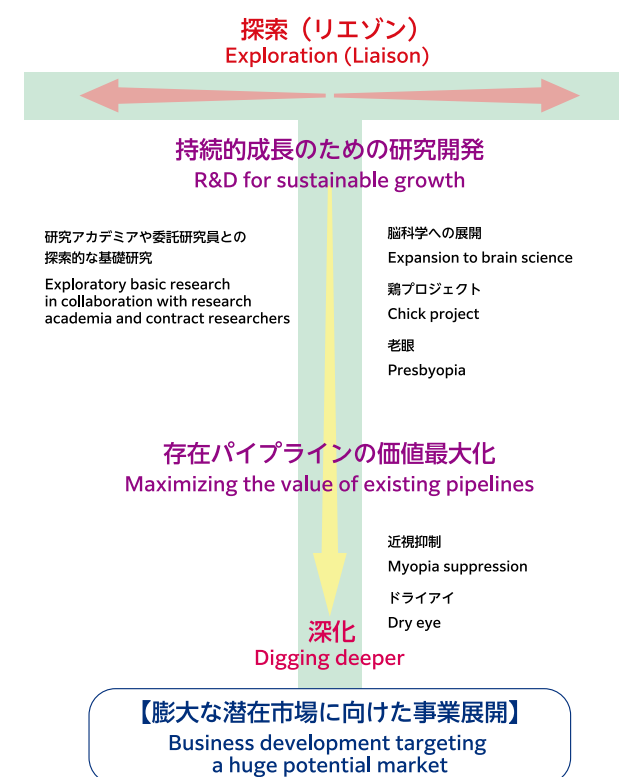 探索（リエゾン）
Exploration (Liaison)
持続的成長のための研究開発
R&D for sustainable growth
研究アカデミアや委託研究員との
探索的な基礎研究
Exploratory basic research
in collaboration with research
academia and contract researchers
脳科学への展開
Expansion to brain science
鶏プロジェクト
Chick project
老眼
Presbyopia
存在パイプラインの価値最大化
Maximizing the value of existing pipelines
近視抑制
Myopia suppression
ドライアイ
Dry eye
深化
Digging deeper
【膨大な潜在市場に向けた事業展開】
Business development targeting
a huge potential market